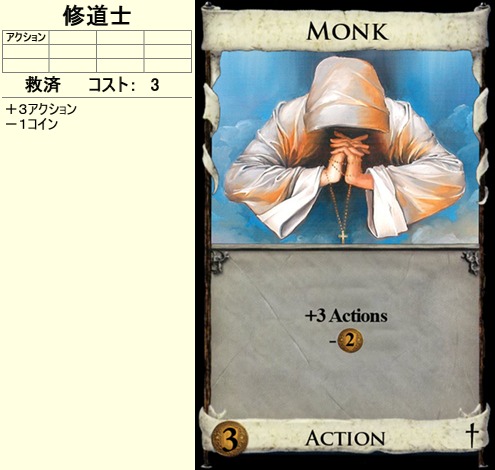 修道士
アクション
救済 コスト: 3
+3アクション
-1コイン
MONK
+3 Actions
- 2
3 ACTION †